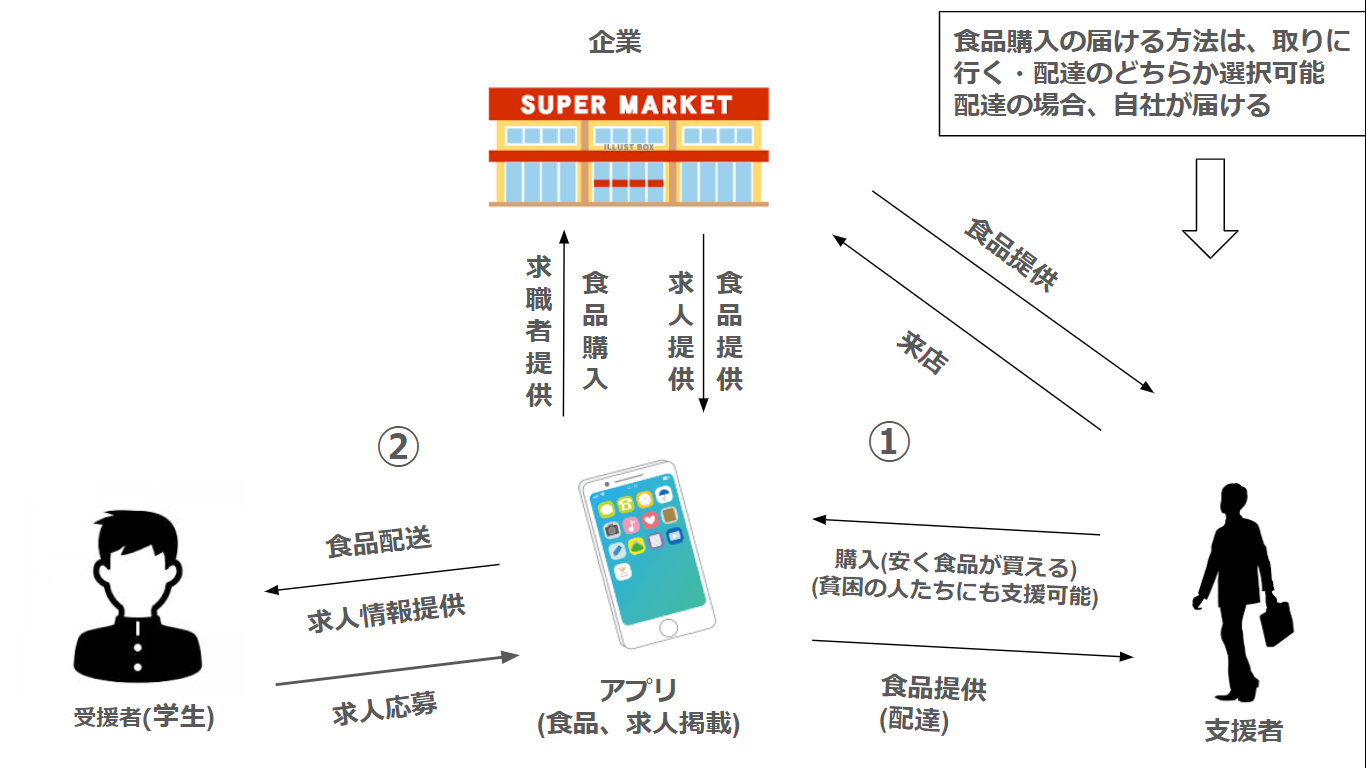 企業
食品購入の届ける方法は、取りに
行く・配達のどちらか選択可能
配達の場合、自社が届ける
SUPER MARKET
ILLUST BOX
求職者提供
食品購入
求人提供
食品提供
食品提供
来店
②
①
食品配送
求人情報提供
求人応募
購入(安く食品が買える)
(貧困の人たちにも支援可能)
食品提供
(配達)
受援者(学生)
アプリ
(食品、求人掲載)
支援者